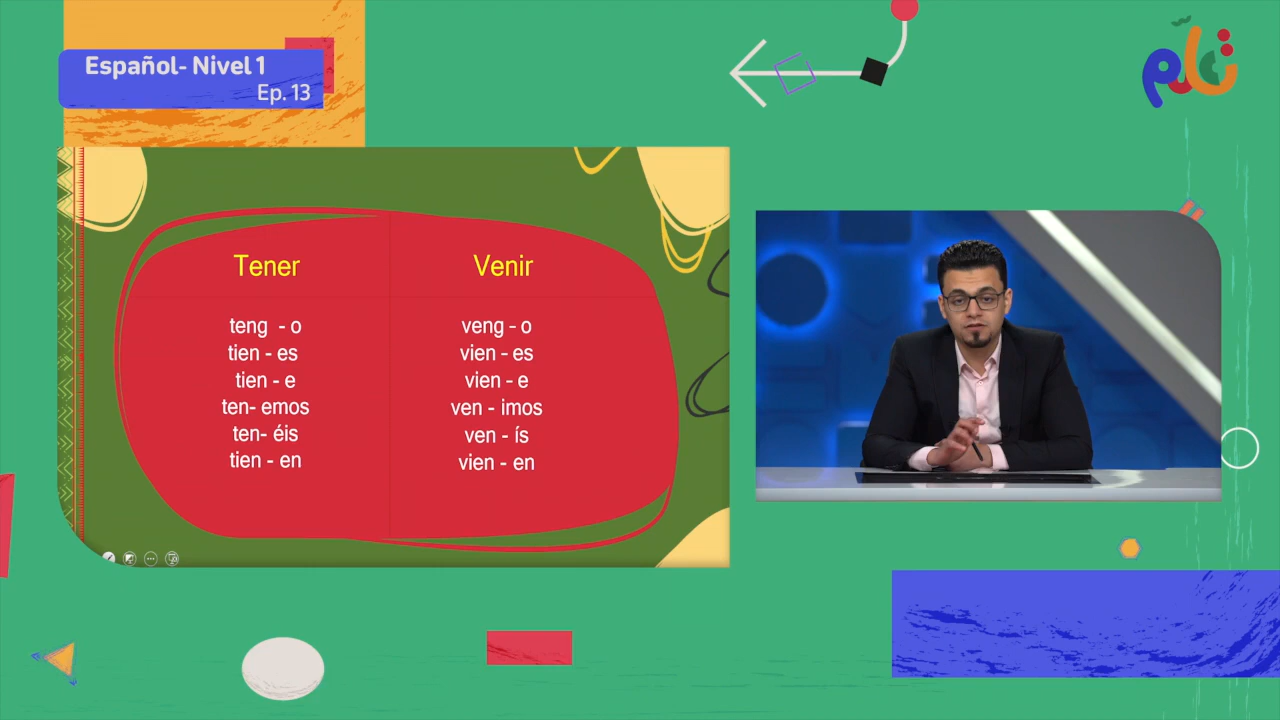 Español- Nivel 1
Ep. 13
Tener
teng - o
tien - es
tien - e
ten- emos
ten- éis
tien - en
Venir
veng - o
vien - es
vien - e
ven - imos
ven - ís
vien - en